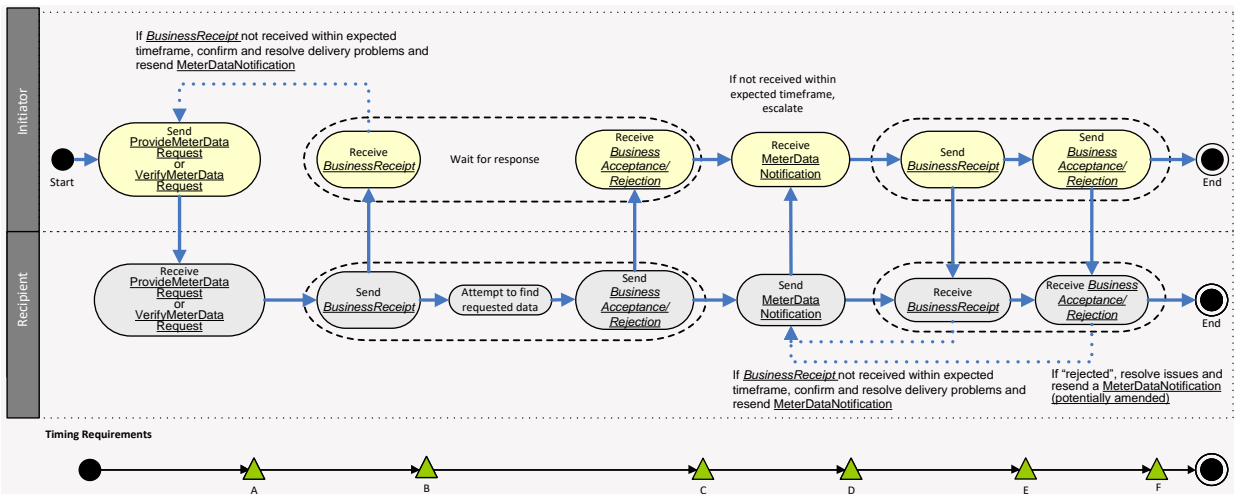 If BusinessReceipt not received within expected
timeframe, confirm and resolve delivery problems and
resend MeterDataNotification
If not received within
expected timeframe,
escalate
Initiator
Start
Send
ProvideMeterData
Request
or
VerifyMeterData
Request
Receive
BusinessReceipt
Wait for response
Receive
Business
Acceptance/
Rejection
Receive
MeterData
Notification
Send
BusinessReceipt
Send
Business
Acceptance/
Rejection
End
Recipient
Receive
ProvideMeterData
Request
or
VerifyMeterData
Request
Send
BusinessReceipt
Attempt to find
requested data
Send
Business
Acceptance/
Rejection
Send
MeterData
Notification
Receive
BusinessReceipt
Receive Business
Acceptance/
Rejection
End
If BusinessReceipt not received within expected
timeframe, confirm and resolve delivery problems and
resend MeterDataNotification
If “rejected”, resolve issues and
resend a MeterDataNotification
(potentially amended)
Timing Requirements
A
B
C
D
E
F